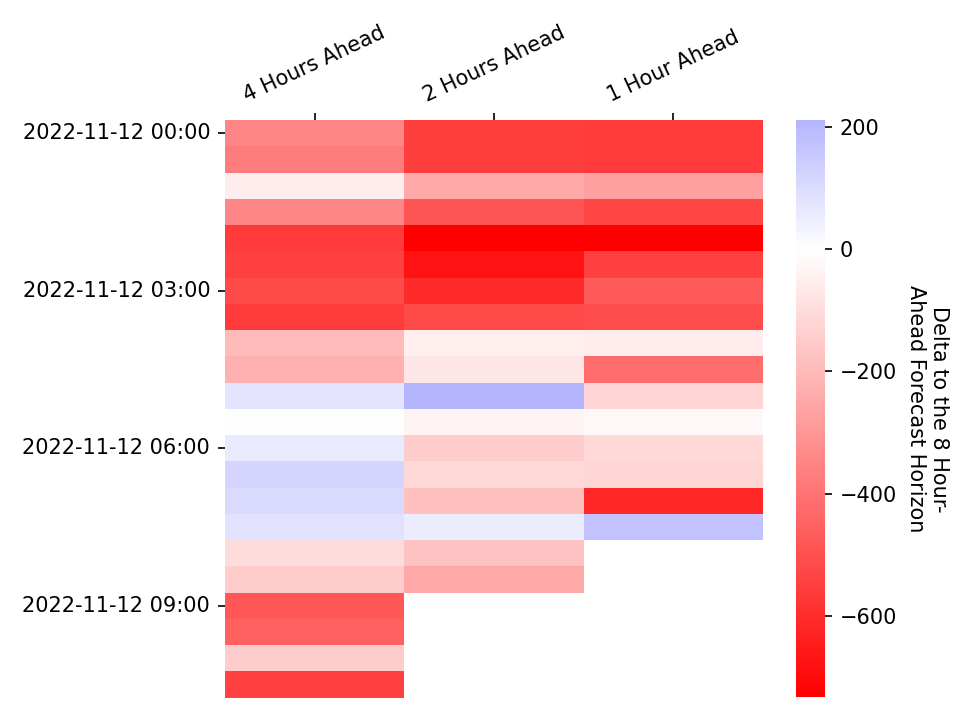 4 Hours Ahead
2 Hours Ahead
1 Hour Ahead
2022-11-12 00:00
2022-11-12 03:00
2022-11-12 06:00
2022-11-12 09:00
200
0
−200
−400
−600
Delta to the 8 Hour-
Ahead Forecast Horizon